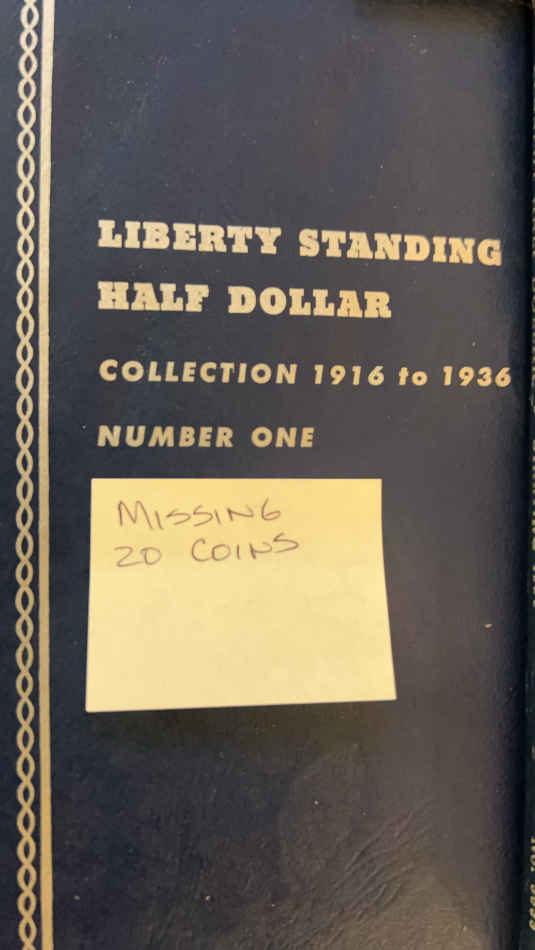 LIBERTY STANDING
HALF DOLLAR
COLLECTION 1916 to 1936
NUMBER ONE
MISSING
20 COINS